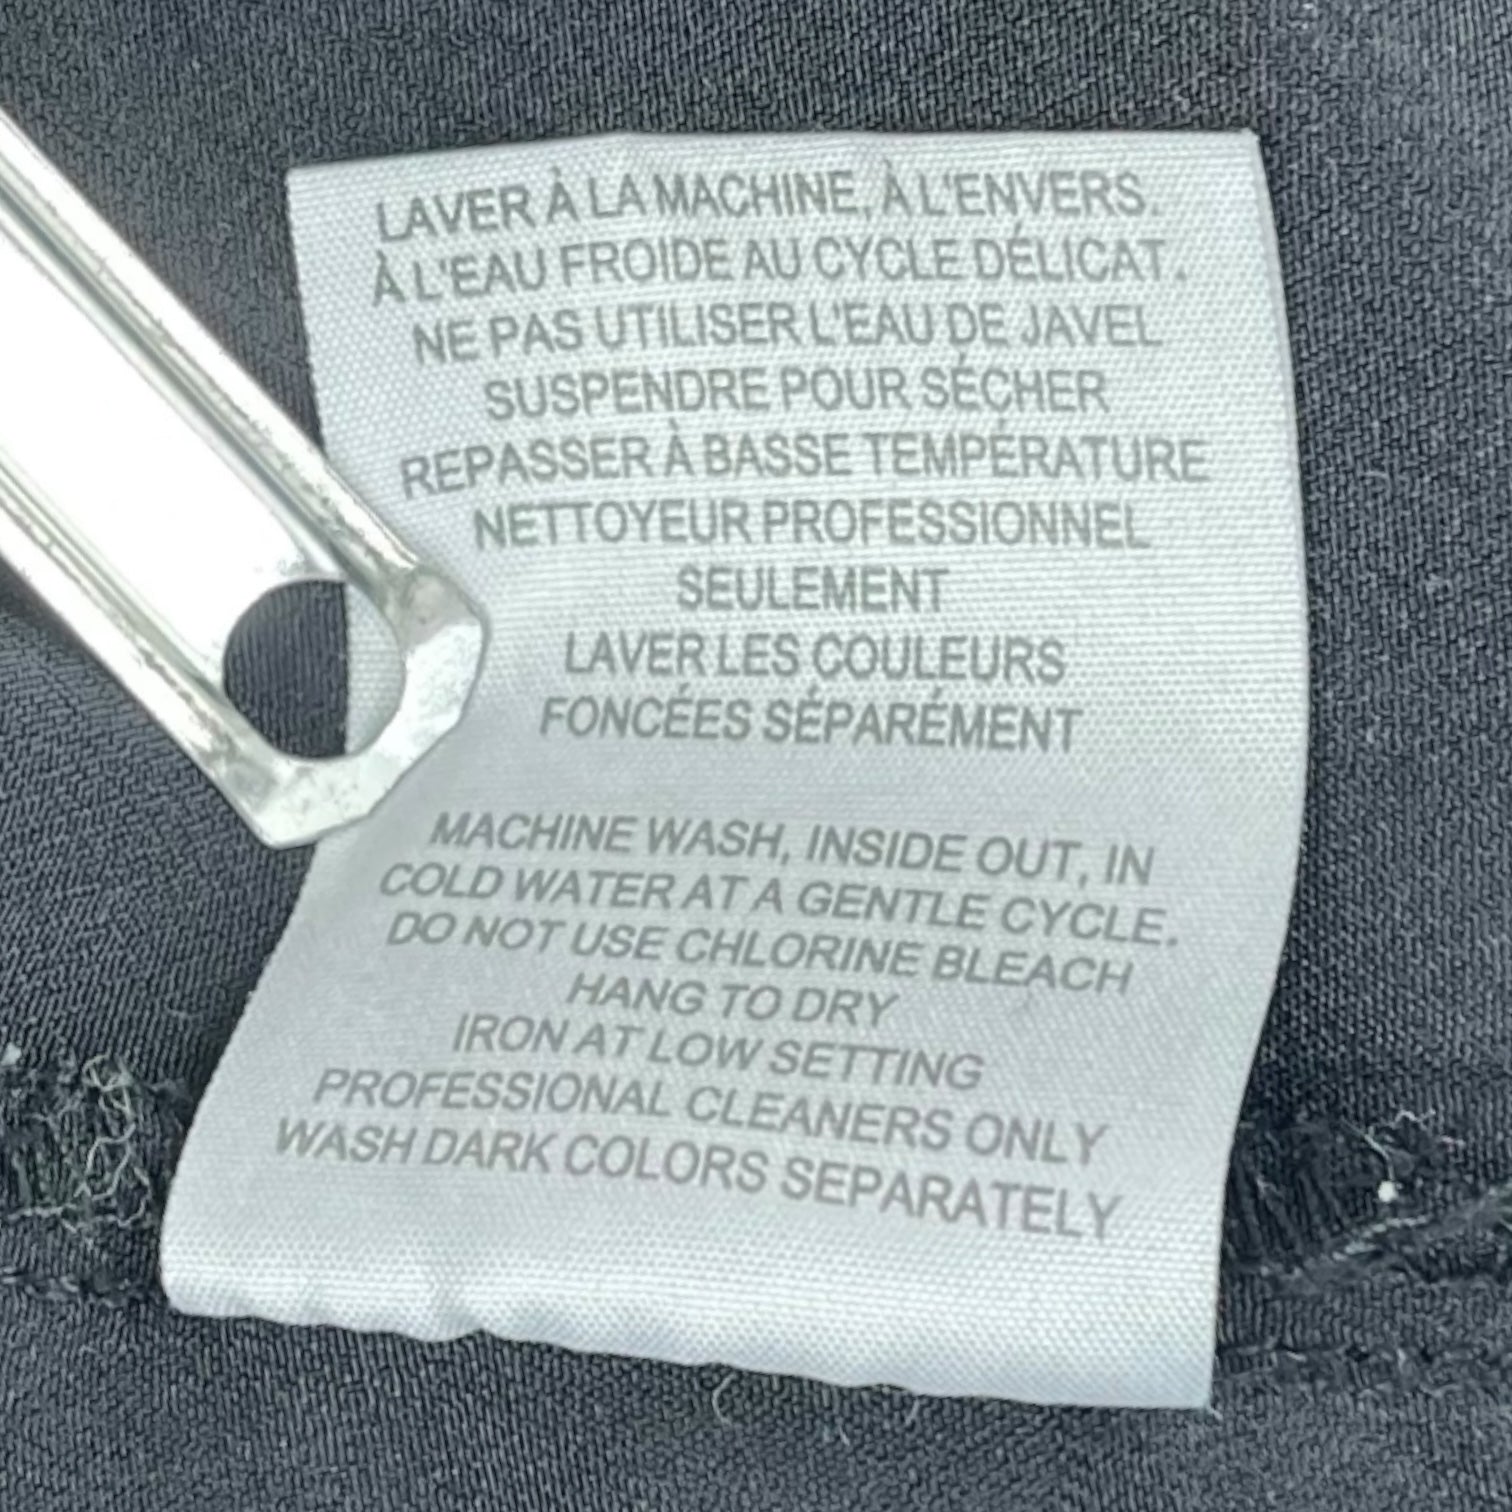 LAVER À LA MACHINE, À L'ENVERS.
À L'EAU FROIDE AU CYCLE DÉLICAT.
NE PAS UTILISER L'EAU DE JAVEL
SUSPENDRE POUR SÉCHER
REPASSER À BASSE TEMPÉRATURE
NETTOYEUR PROFESSIONNEL
SEULEMENT
LAVER LES COULEURS
FONCÉES SÉPARÉMENT
MACHINE WASH, INSIDE OUT, IN
COLD WATER AT A GENTLE CYCLE.
DO NOT USE CHLORINE BLEACH
HANG TO DRY
IRON AT LOW SETTING
PROFESSIONAL CLEANERS ONLY
WASH DARK COLORS SEPARATELY